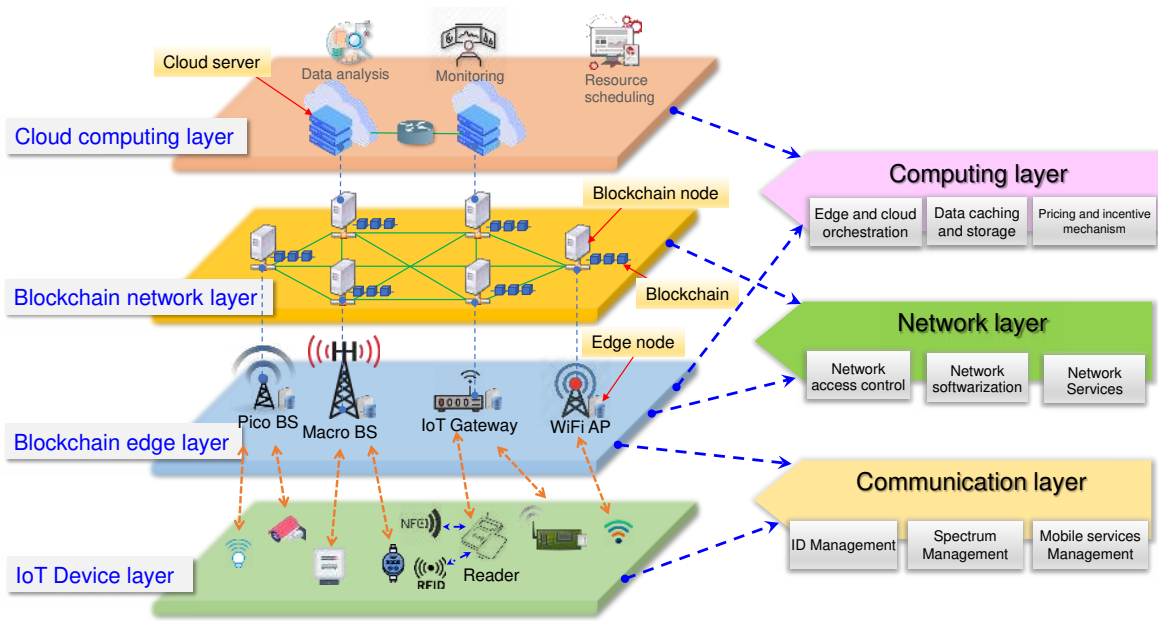 Cloud server
Data analysis
Monitoring
Resource
scheduling
Cloud computing layer
Blockchain node
Blockchain network layer
Blockchain
Edge node
Pico BS
Macro BS
IoT Gateway
WiFi AP
Blockchain edge layer
NFC
RFID
Reader
IoT Device layer
Computing layer
Edge and cloud
orchestration
Data caching
and storage
Pricing and incentive
mechanism
Network layer
Network
access control
Network
softwarization
Network
Services
Communication layer
ID Management
Spectrum
Management
Mobile services
Management